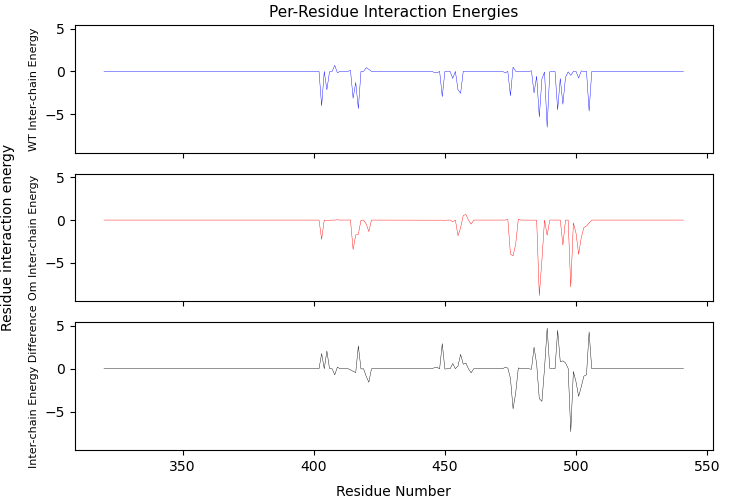 Per-Residue Interaction Energies
Residue interaction energy
WT Inter-chain Energy
5
0
−5
Om Inter-chain Energy
5
0
−5
Inter-chain Energy Difference
5
0
−5
350
400
450
500
550
Residue Number